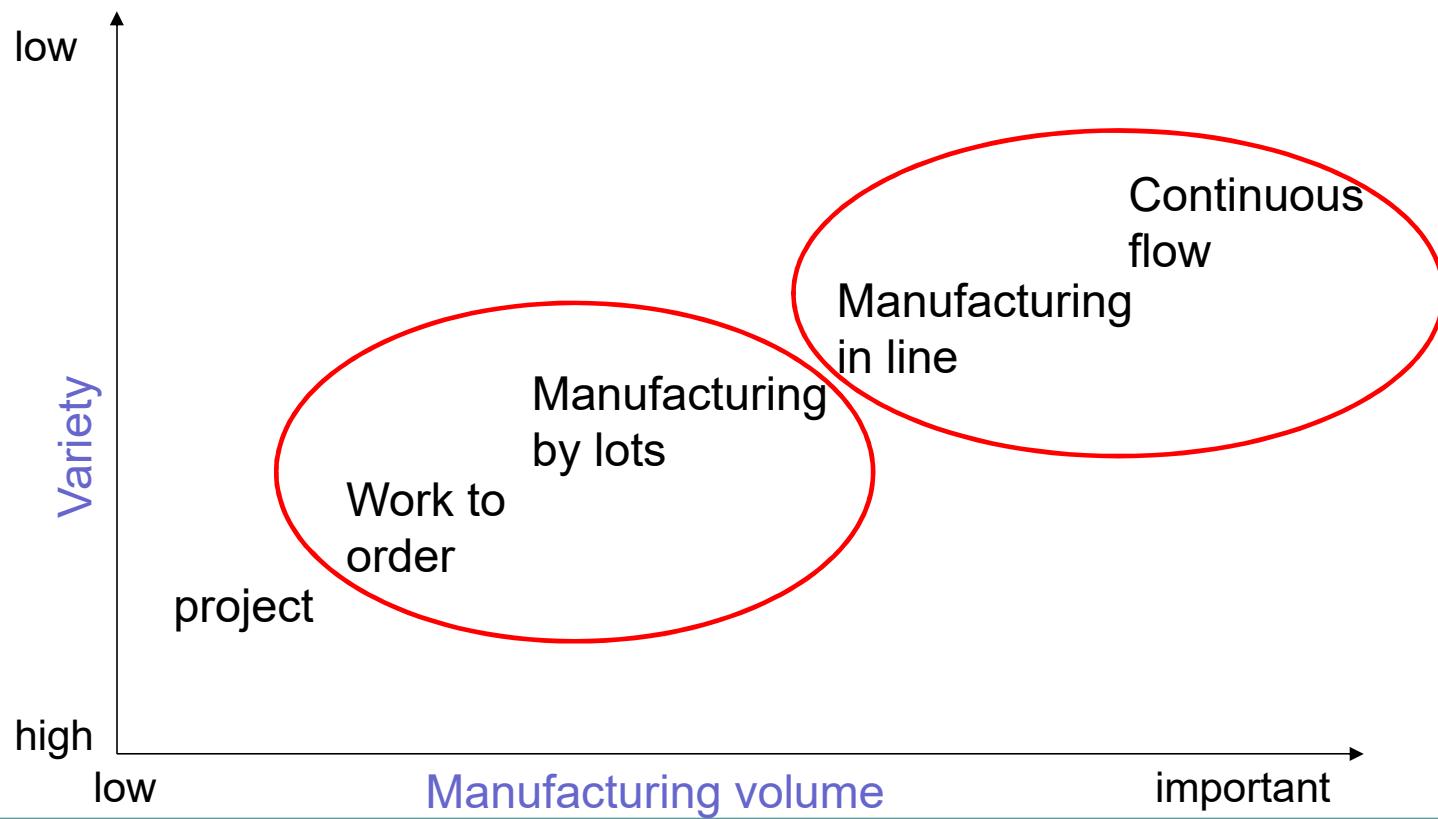 low
Continuous
flow
Manufacturing
in line
Manufacturing
by lots
Variety
Work to
order
project
high
low
Manufacturing volume
important